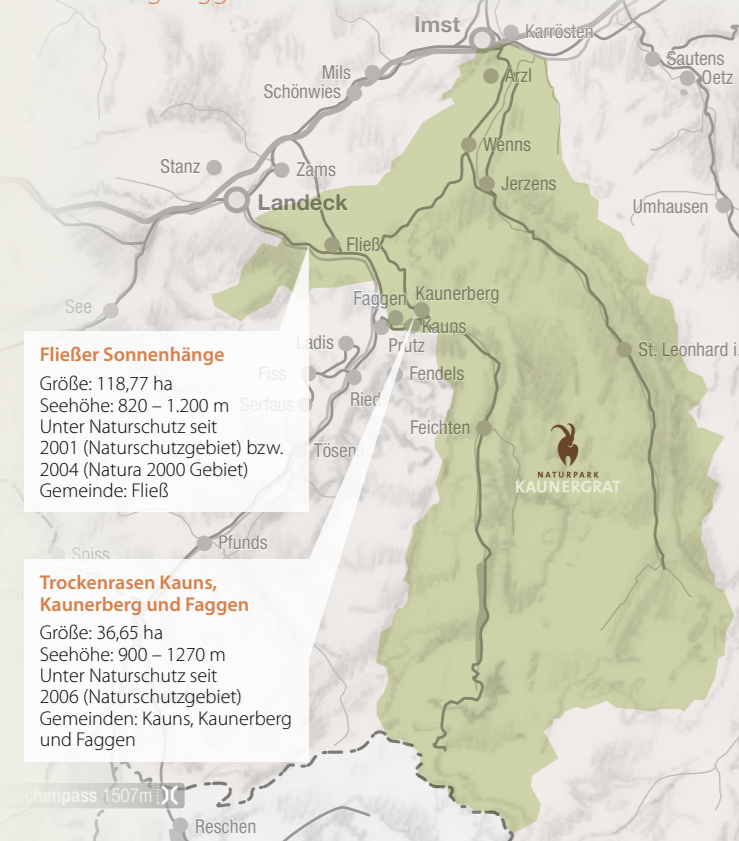 Imst
Karrösten
Sautens
Oetz
Mils
Arzl
Schönwies
Wenns
Stanz
Zams
Jerzens
Landeck
Umhausen
Fließ
Faggen
Kaunerberg
See
Kauns
Prutz
Ladis
St. Leonhard i.
Fließer Sonnenhänge
Größe: 118,77 ha
Seehöhe: 820 – 1.200 m
Unter Naturschutz seit
2001 (Naturschutzgebiet) bzw.
2004 (Natura 2000 Gebiet)
Gemeinde: Fließ
Fiss
Fendels
Serfaus
Ried
Feichten
Tösens
NATURPARK
KAUNERGRAT
Pfunds
Spiss
Trockenrasen Kauns,
Kaunerberg und Faggen
Größe: 36,65 ha
Seehöhe: 900 – 1270 m
Unter Naturschutz seit
2006 (Naturschutzgebiet)
Gemeinden: Kauns, Kaunerberg
und Faggen
eschenpass 1507m
Reschen